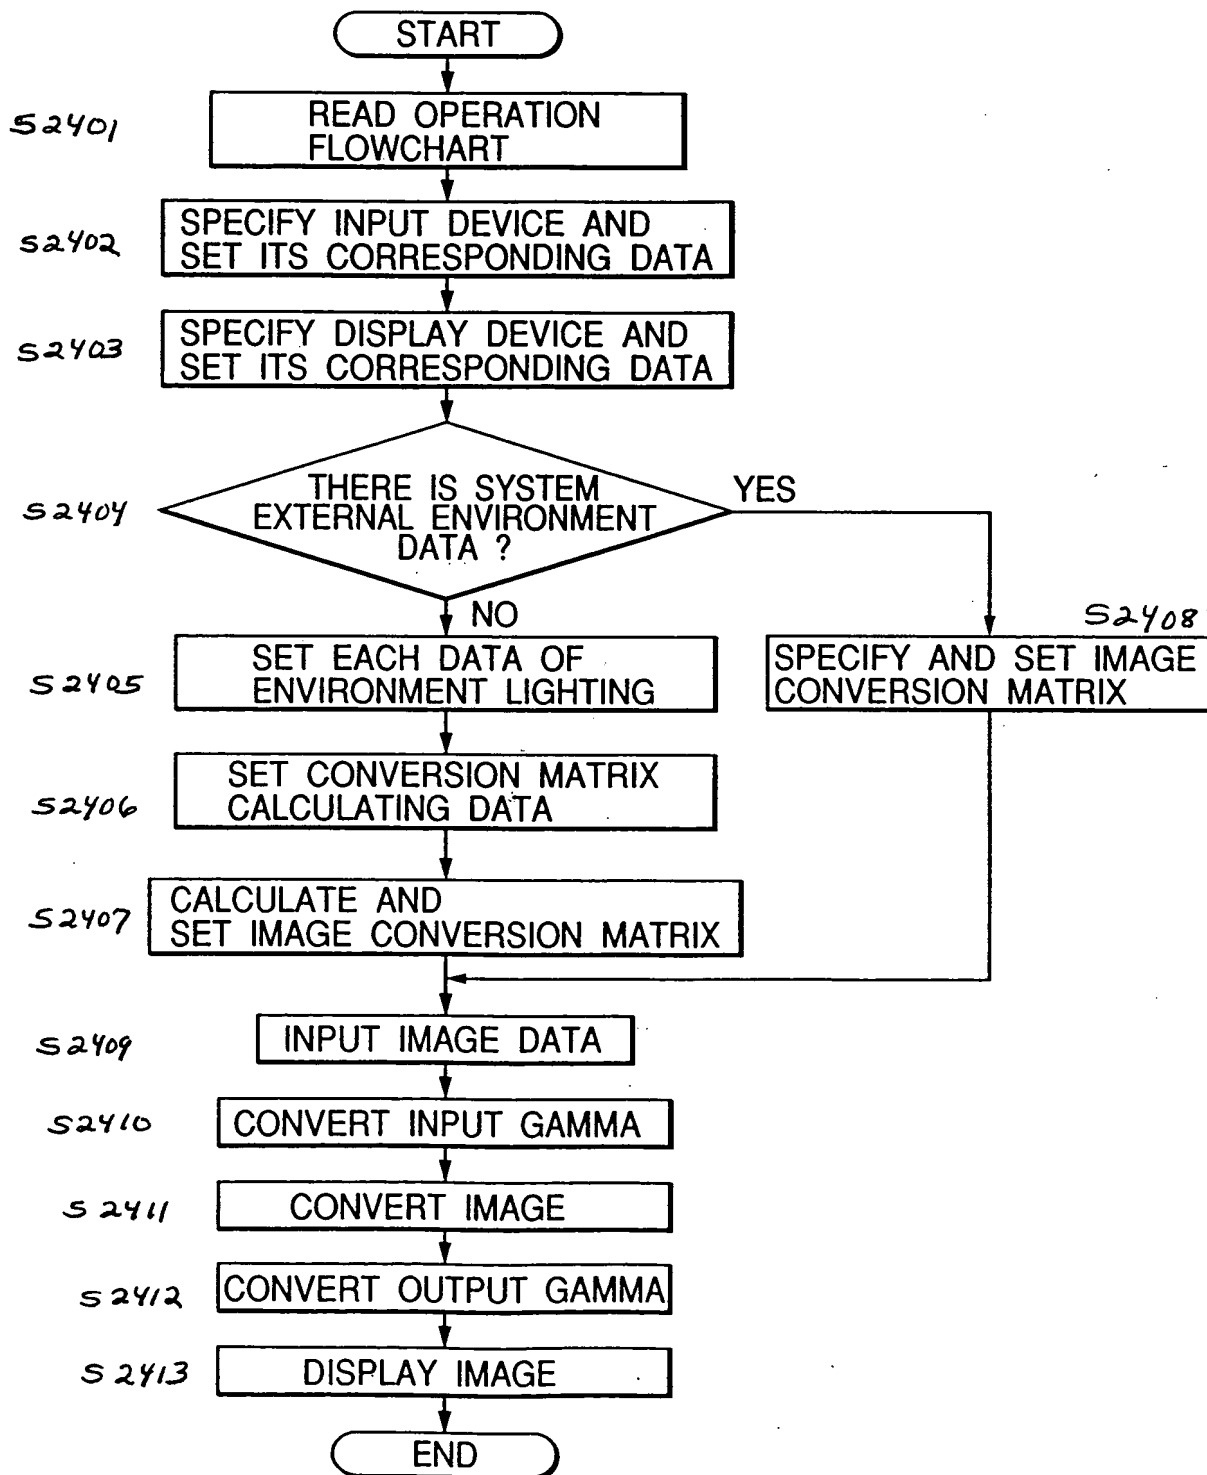 START
S2401
READ OPERATION
FLOWCHART
S2402
SPECIFY INPUT DEVICE AND
SET ITS CORRESPONDING DATA
S2403
SPECIFY DISPLAY DEVICE AND
SET ITS CORRESPONDING DATA
S2404
THERE IS SYSTEM
EXTERNAL ENVIRONMENT
DATA ?
YES
NO
S2405
SET EACH DATA OF
ENVIRONMENT LIGHTING
S2408
SPECIFY AND SET IMAGE
CONVERSION MATRIX
S2406
SET CONVERSION MATRIX
CALCULATING DATA
S2407
CALCULATE AND
SET IMAGE CONVERSION MATRIX
S2409
INPUT IMAGE DATA
S2410
CONVERT INPUT GAMMA
S2411
CONVERT IMAGE
S2412
CONVERT OUTPUT GAMMA
S2413
DISPLAY IMAGE
END